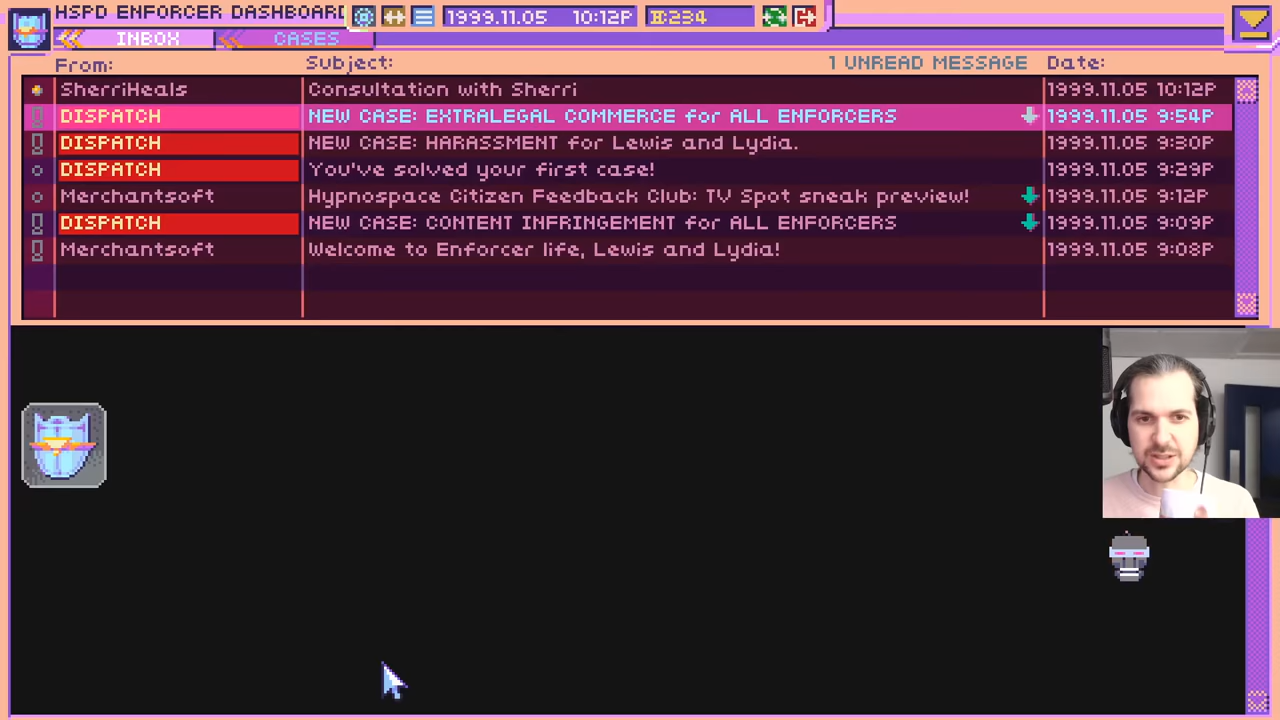 HSPD ENFORCER DASHBOARD
1999.11.05 10:12P
234
INBOX
CASES
From:
Subject:
1 UNREAD MESSAGE
Date:
SherriHeals Consultation with Sherri 1999.11.05 10:12P
DISPATCH NEW CASE: EXTRALEGAL COMMERCE for ALL ENFORCERS 1999.11.05 9:54P
DISPATCH NEW CASE: HARASSMENT for Lewis and Lydia. 1999.11.05 9:30P
DISPATCH You've solved your first case! 1999.11.05 9:29P
Merchantsoft Hypnospace Citizen Feedback Club: TV Spot sneak preview! 1999.11.05 9:12P
DISPATCH NEW CASE: CONTENT INFRINGEMENT for ALL ENFORCERS 1999.11.05 9:09P
Merchantsoft Welcome to Enforcer life, Lewis and Lydia! 1999.11.05 9:08P